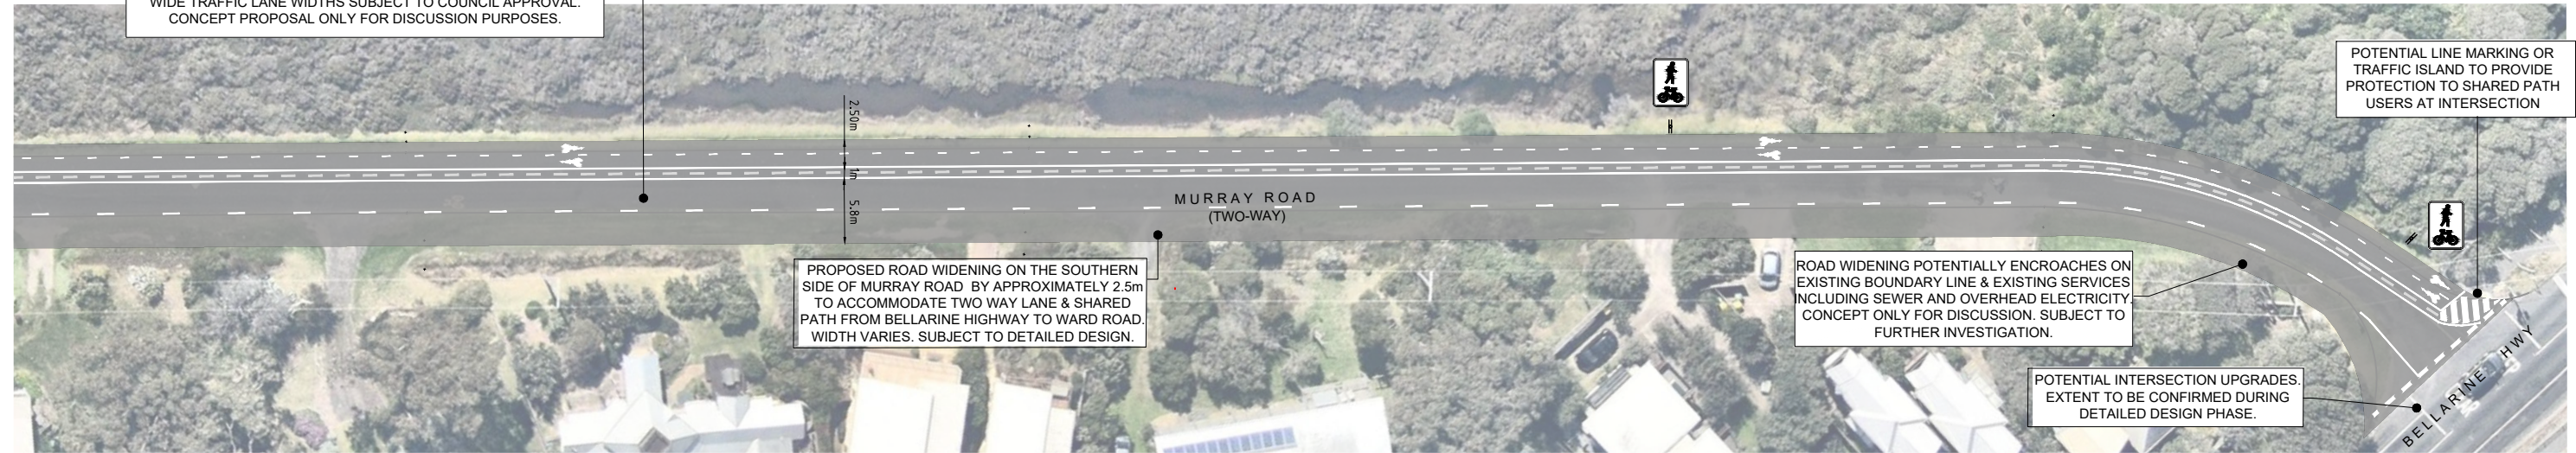 WIDE TRAFFIC LANE WIDTHS SUBJECT TO COUNCIL APPROVAL.
CONCEPT PROPOSAL ONLY FOR DISCUSSION PURPOSES.
POTENTIAL LINE MARKING OR
TRAFFIC ISLAND TO PROVIDE
PROTECTION TO SHARED PATH
USERS AT INTERSECTION
2.50m
1m
5.8m
MURRAY ROAD
(TWO-WAY)
PROPOSED ROAD WIDENING ON THE SOUTHERN
SIDE OF MURRAY ROAD BY APPROXIMATELY 2.5m
TO ACCOMMODATE TWO WAY LANE & SHARED
PATH FROM BELLARINE HIGHWAY TO WARD ROAD.
WIDTH VARIES. SUBJECT TO DETAILED DESIGN.
ROAD WIDENING POTENTIALLY ENCROACHES ON
EXISTING BOUNDARY LINE & EXISTING SERVICES
INCLUDING SEWER AND OVERHEAD ELECTRICITY.
CONCEPT ONLY FOR DISCUSSION. SUBJECT TO
FURTHER INVESTIGATION.
POTENTIAL INTERSECTION UPGRADES.
EXTENT TO BE CONFIRMED DURING
DETAILED DESIGN PHASE.
BELLARINE HWY